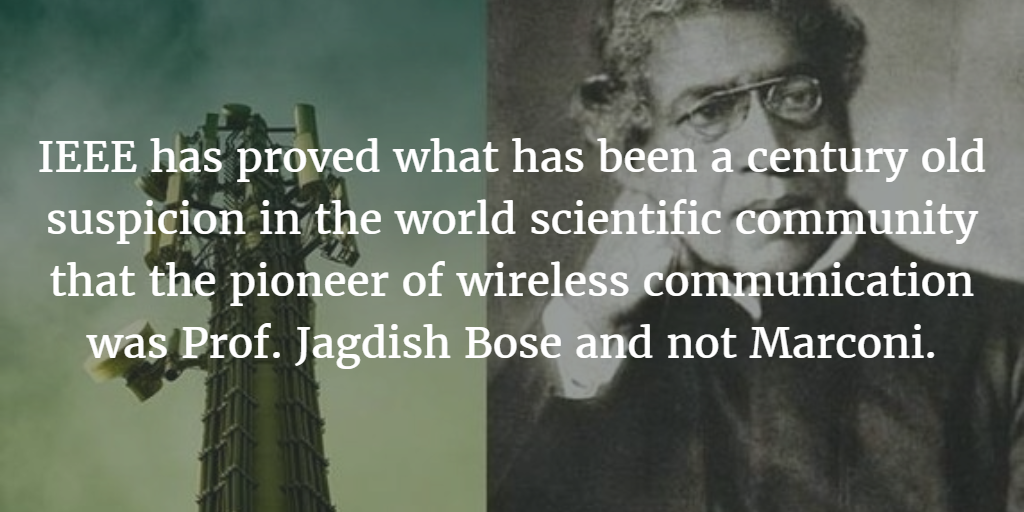 IEEE has proved what has been a century old
suspicion in the world scientific community
that the pioneer of wireless communication
was Prof. Jagdish Bose and not Marconi.